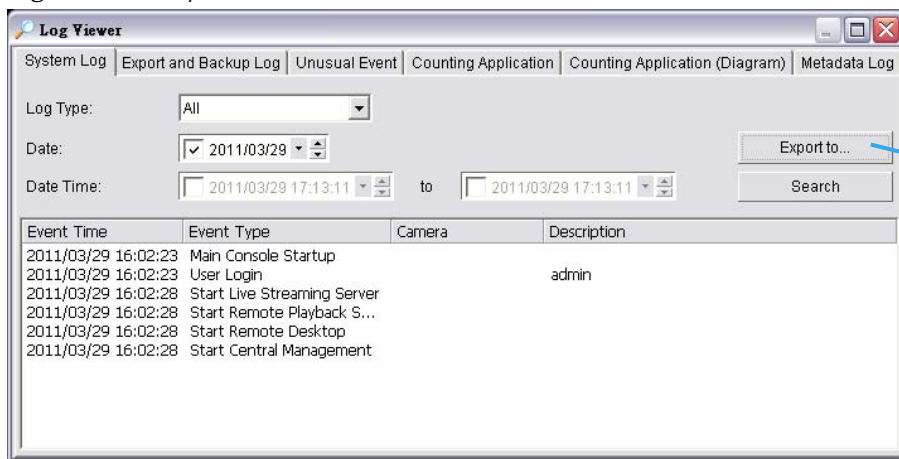 Log Viewer
System Log Export and Backup Log Unusual Event Counting Application Counting Application (Diagram) Metadata Log
Log Type: All
Date: 2011/03/29 Export to...
Date Time: 2011/03/29 17:13:11 to 2011/03/29 17:13:11 Search
Event Time Event Type Camera Description
2011/03/29 16:02:23 Main Console Startup
2011/03/29 16:02:23 User Login admin
2011/03/29 16:02:28 Start Live Streaming Server
2011/03/29 16:02:28 Start Remote Playback S...
2011/03/29 16:02:28 Start Remote Desktop
2011/03/29 16:02:28 Start Central Management